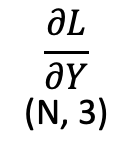 ∂L
∂Y
(N, 3)